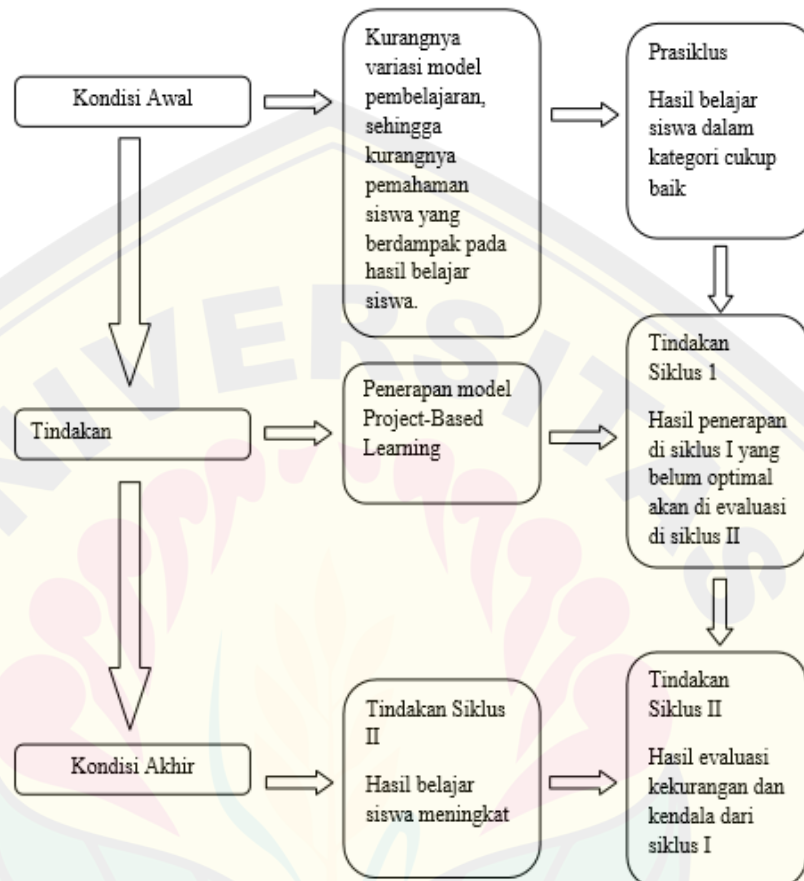 Kondisi Awal
Kurangnya
variasi model
pembelajaran,
sehingga
kurangnya
pemahaman
siswa yang
berdampak pada
hasil belajar
siswa.
Prasiklus
Hasil belajar
siswa dalam
kategori cukup
baik
Tindakan
Penerapan model
Project-Based
Learning
Tindakan
Siklus 1
Hasil penerapan
di siklus I yang
belum optimal
akan di evaluasi
di siklus II
Kondisi Akhir
Tindakan Siklus
II
Hasil belajar
siswa meningkat
Tindakan
Siklus II
Hasil evaluasi
kekurangan dan
kendala dari
siklus I
UNIVERSITAS